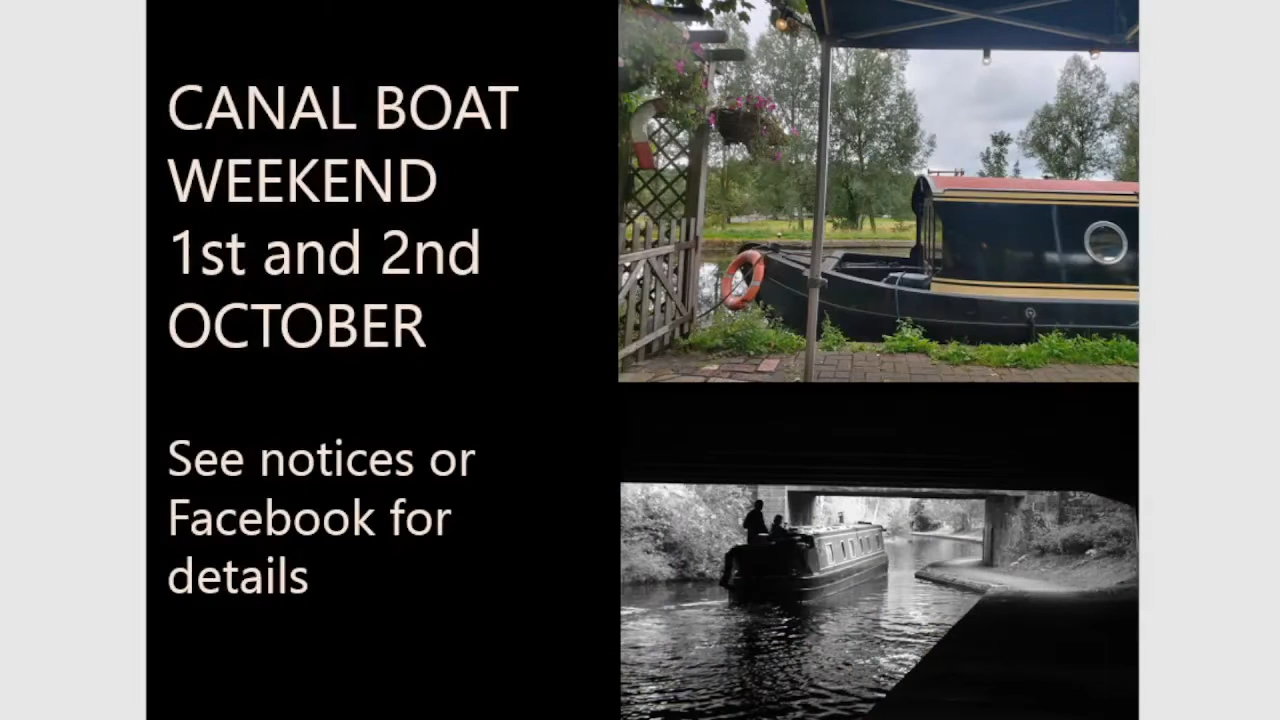 CANAL BOAT
WEEKEND
1st and 2nd
OCTOBER
See notices or
Facebook for
details